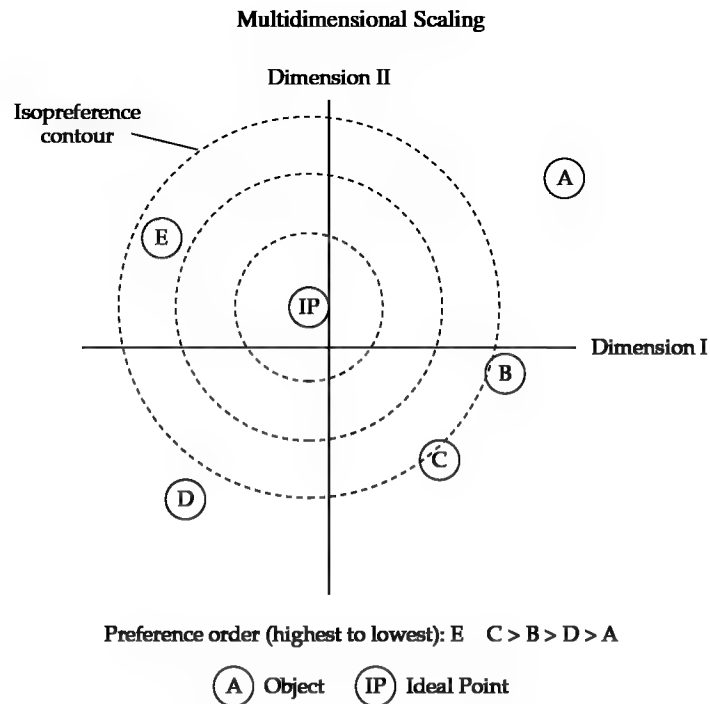 Multidimensional Scaling
Dimension II
Isopreference
contour
A
E
IP
Dimension I
B
C
D
Preference order (highest to lowest): E C > B > D > A
A Object IP Ideal Point